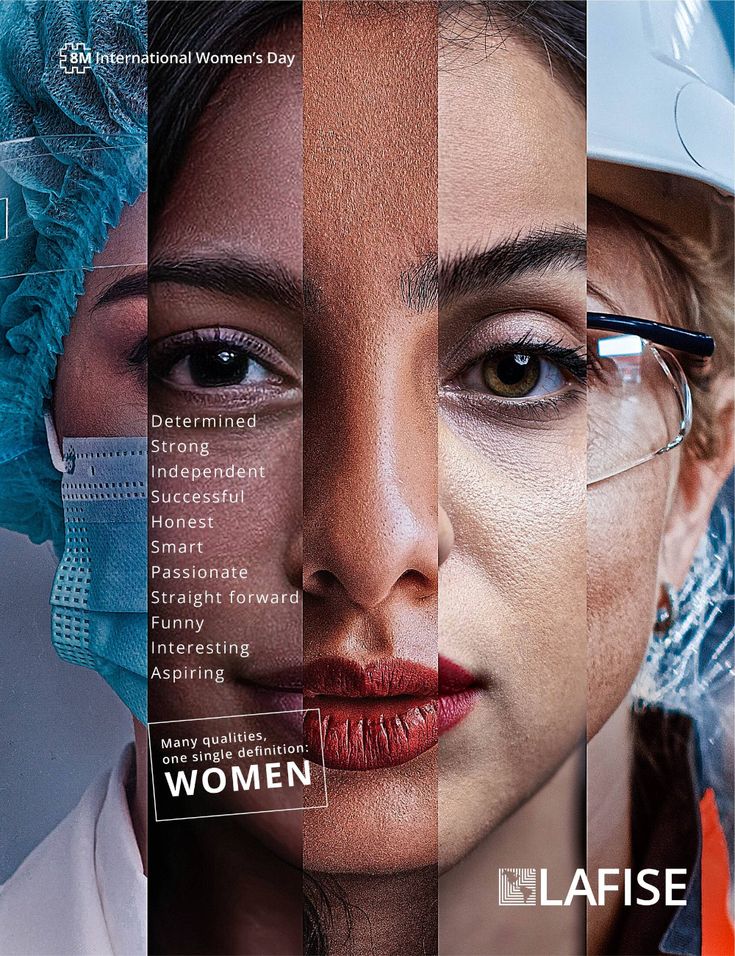 #8M International Women's Day
Determined
Strong
Independent
Successful
Honest
Smart
Passionate
Straight forward
Funny
Interesting
Aspiring
Many qualities,
one single definition:
WOMEN
LAFISE